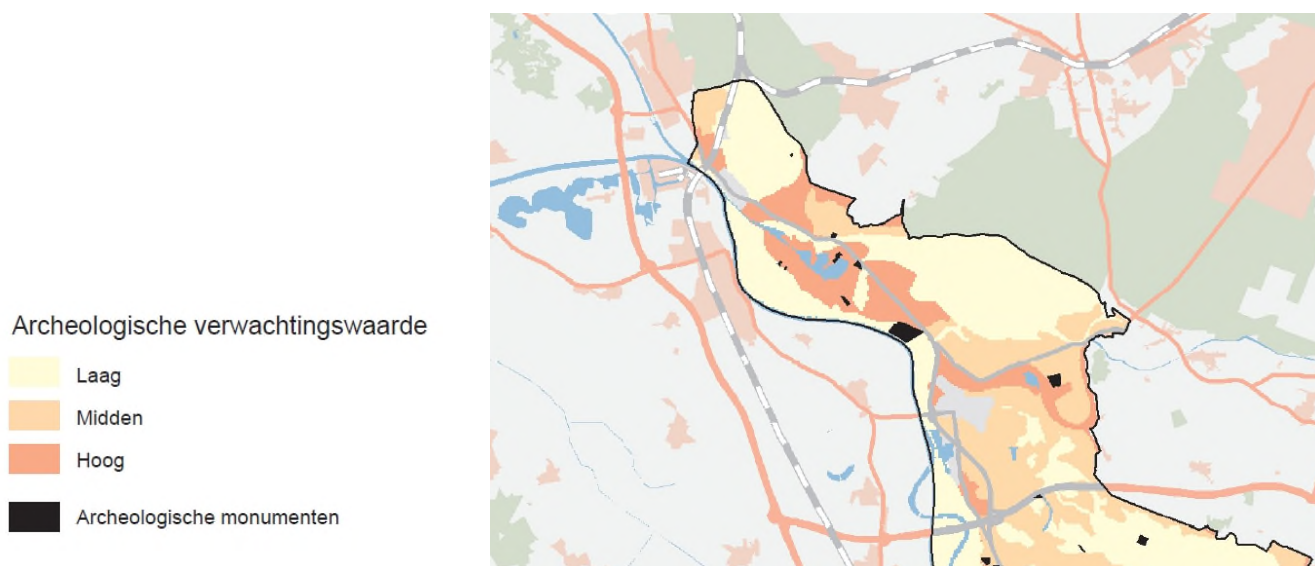 Archeologische verwachtingswaarde
Laag
Midden
Hoog
Archeologische monumenten